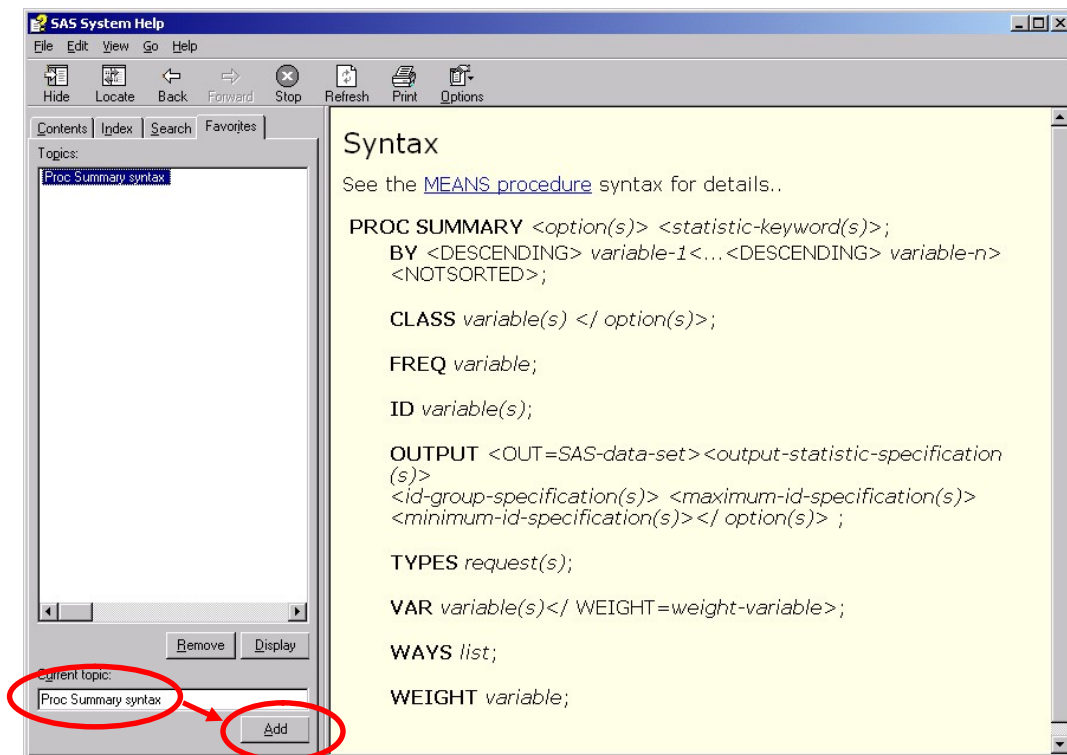 SAS System Help
File Edit View Go Help
Hide Locate Back Forward Stop Refresh Print Options
Contents Index Search Favorites
Topics:
Proc Summary syntax
Remove Display
Current topic:
Proc Summary syntax
Add
Syntax
See the MEANS procedure syntax for details..
PROC SUMMARY <option(s)> <statistic-keyword(s)>;
BY <DESCENDING> variable-1<...<DESCENDING> variable-n>
<NOTSORTED>;
CLASS variable(s) </ option(s)>;
FREQ variable;
ID variable(s);
OUTPUT <OUT=SAS-data-set><output-statistic-specification
(s)>
<id-group-specification(s)> <maximum-id-specification(s)>
<minimum-id-specification(s)></ option(s)> ;
TYPES request(s);
VAR variable(s)</ WEIGHT=weight-variable>;
WAYS list;
WEIGHT variable;